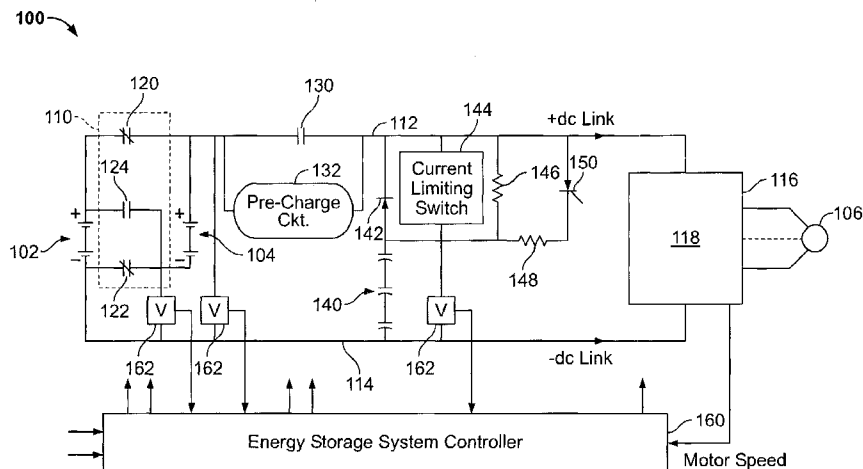 100
120
130
110
112
144
+dc Link
124
132
Current
Limiting
Switch
150
146
116
Pre-Charge
Ckt.
142
106
+
+
118
102
104
148
−
−
122
140
V
V
V
162
162
162
114
-dc Link
160
Energy Storage System Controller
Motor Speed